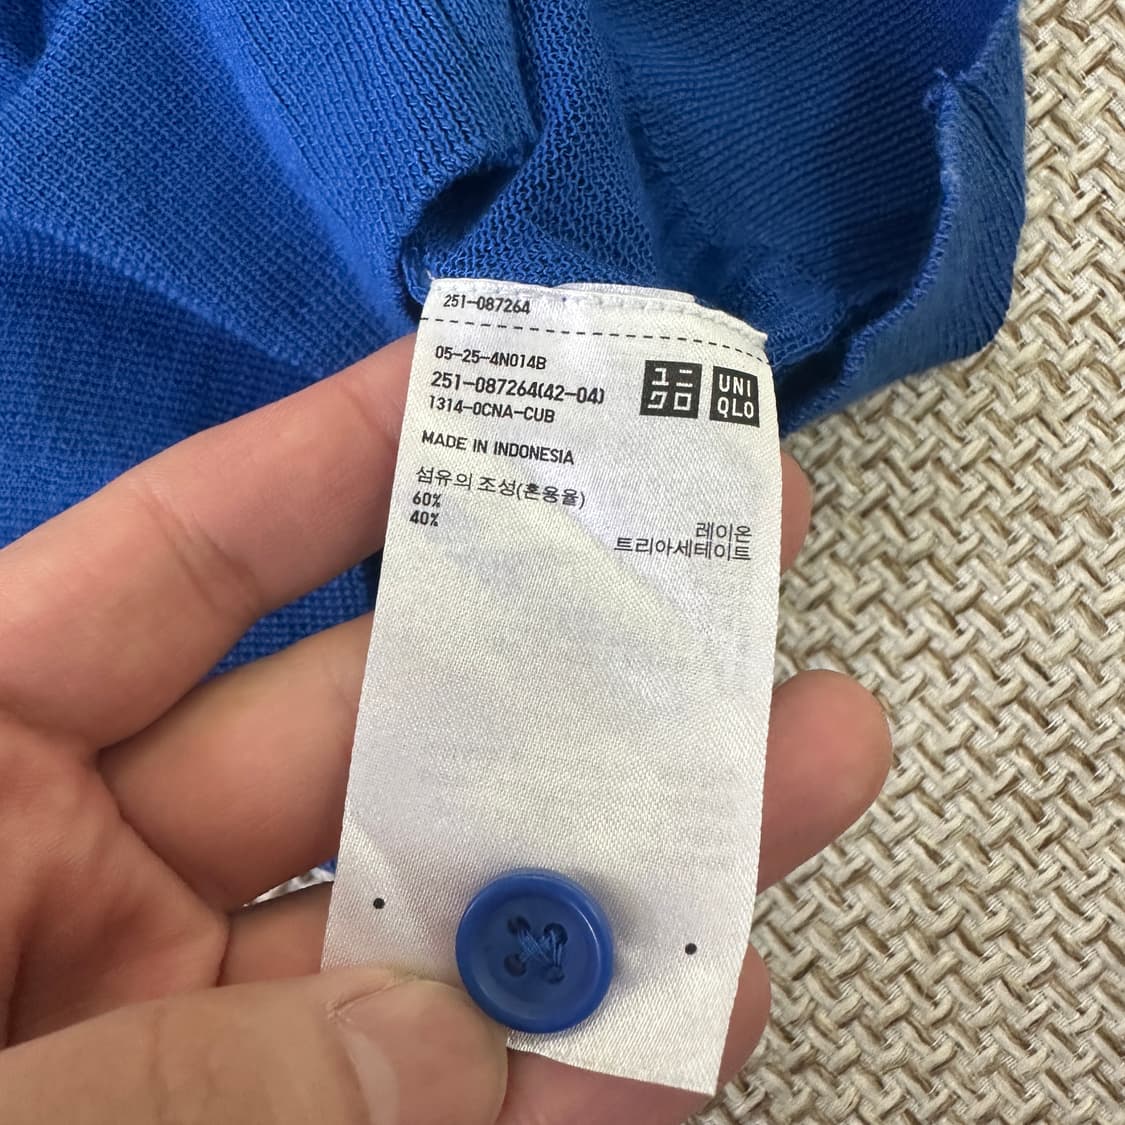 251-087264
05-25-4N014B
251-087264(42-04)
1314-0CNA-CUB
ユニ
クロ
UNI
QLO
MADE IN INDONESIA
섬유의 조성(혼용율)
60%
레이온
40%
트리아세테이트